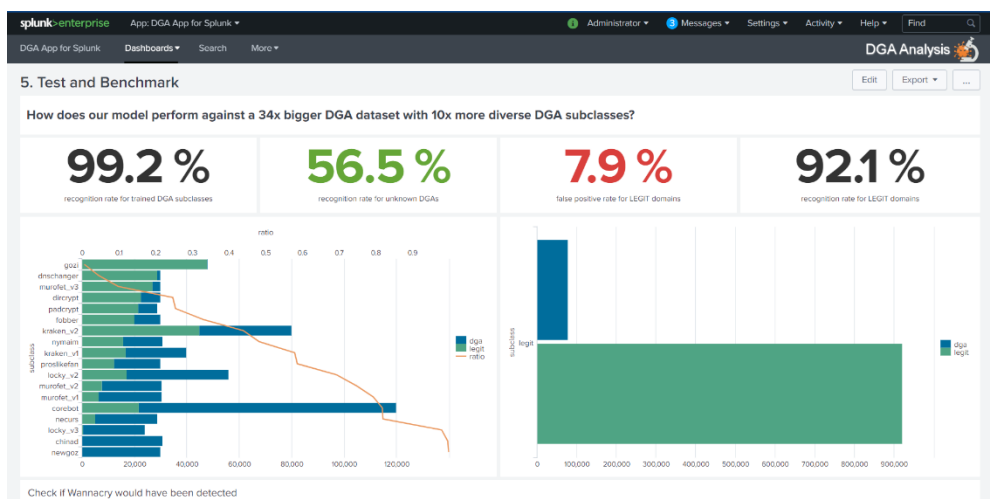 splunk>enterprise App: DGA App for Splunk ▾ i Administrator ▾ 3 Messages ▾ Settings ▾ Activity ▾ Help ▾ Find
DGA App for Splunk Dashboards ▾ Search More ▾ DGA Analysis
5. Test and Benchmark Edit Export ▾ ...
How does our model perform against a 34x bigger DGA dataset with 10x more diverse DGA subclasses?
99.2 % 56.5 % 7.9 % 92.1 %
recognition rate for trained DGA subclasses recognition rate for unknown DGAs false positive rate for LEGIT domains recognition rate for LEGIT domains
ratio
0 0.1 0.2 0.3 0.4 0.5 0.6 0.7 0.8 0.9
gozi
dnschanger
murofet_v3
dircrypt
padcrypt
fobber
kraken_v2
nymaim
kraken_v1
proslikefan
locky_v2
murofet_v2
murofet_v1
corebot
necurs
locky_v3
chinad
newgoz
subclass
0 20,000 40,000 60,000 80,000 100,000 120,000
dga
legit
ratio
subclass
legit
0 100,000 200,000 300,000 400,000 500,000 600,000 700,000 800,000 900,000
dga
legit
Check if Wannacry would have been detected